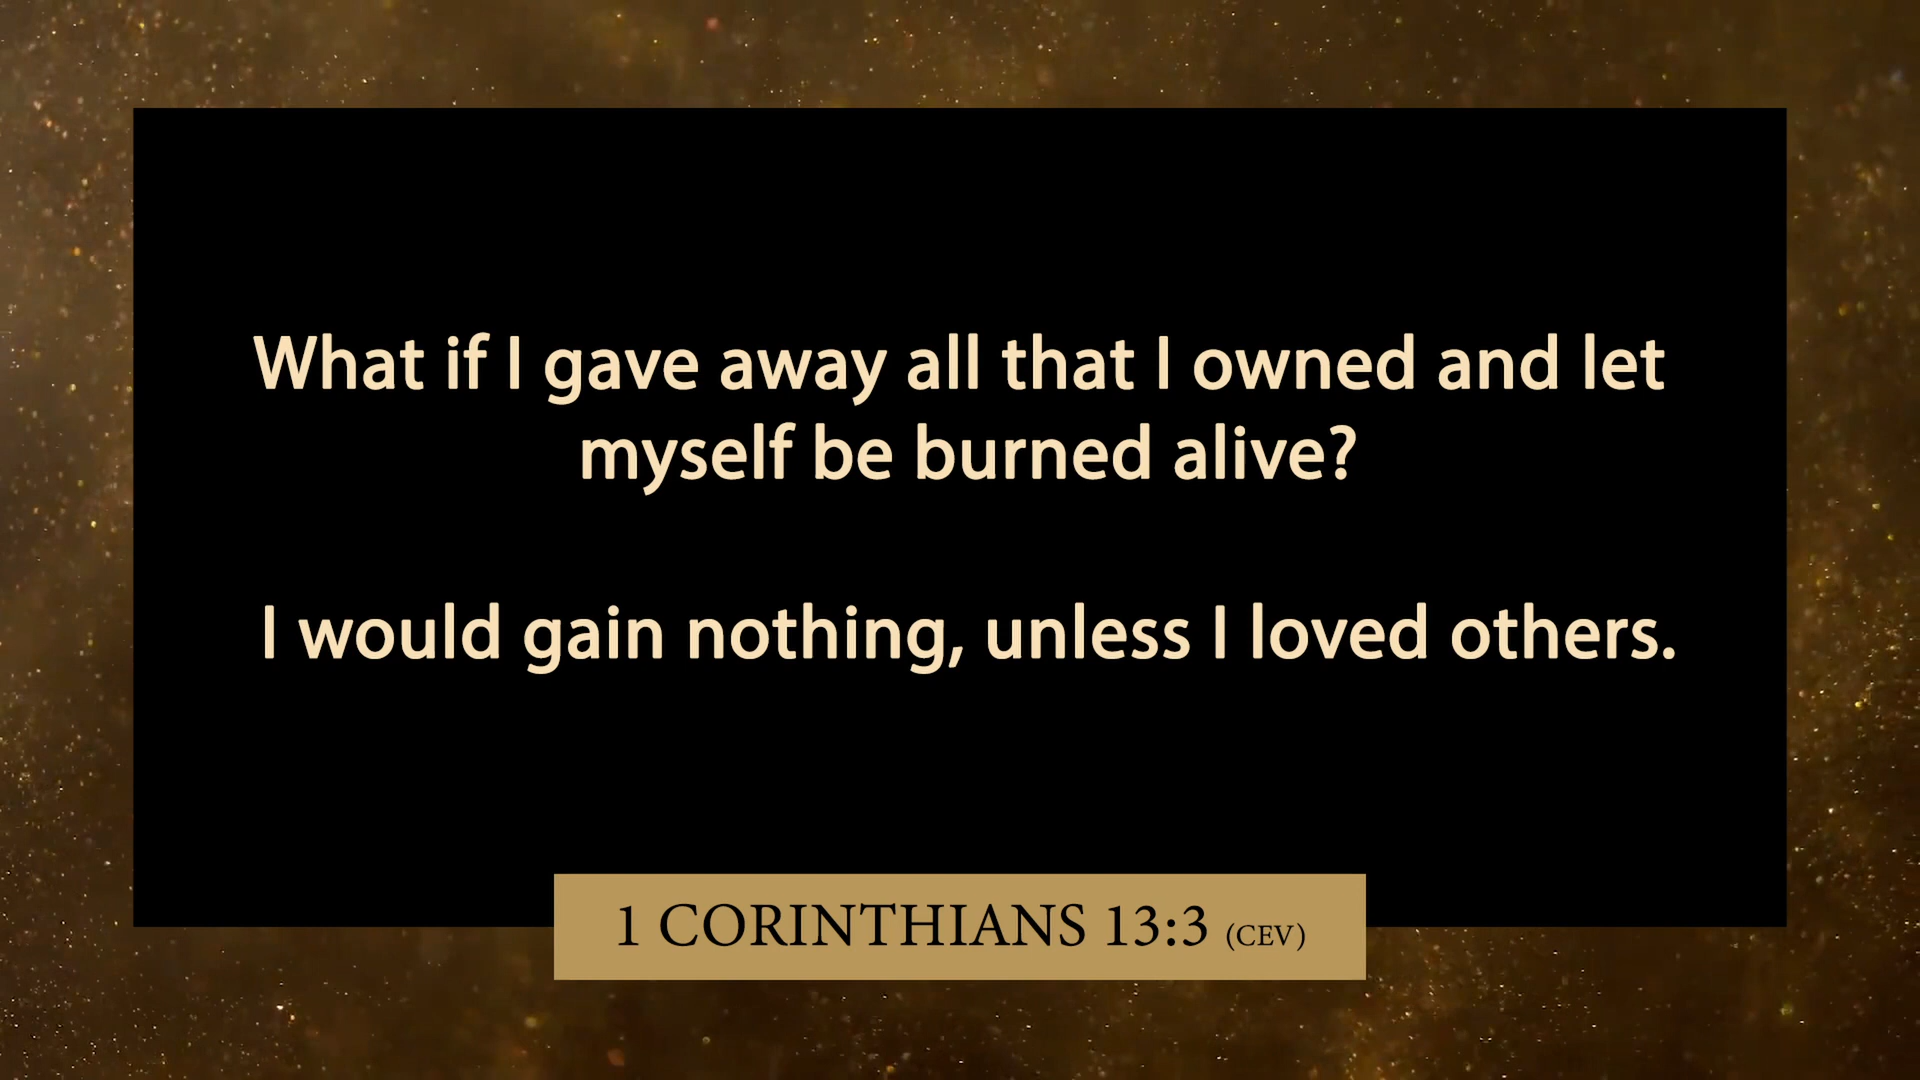 What if I gave away all that I owned and let
myself be burned alive?
I would gain nothing, unless I loved others.
1 CORINTHIANS 13:3 (CEV)